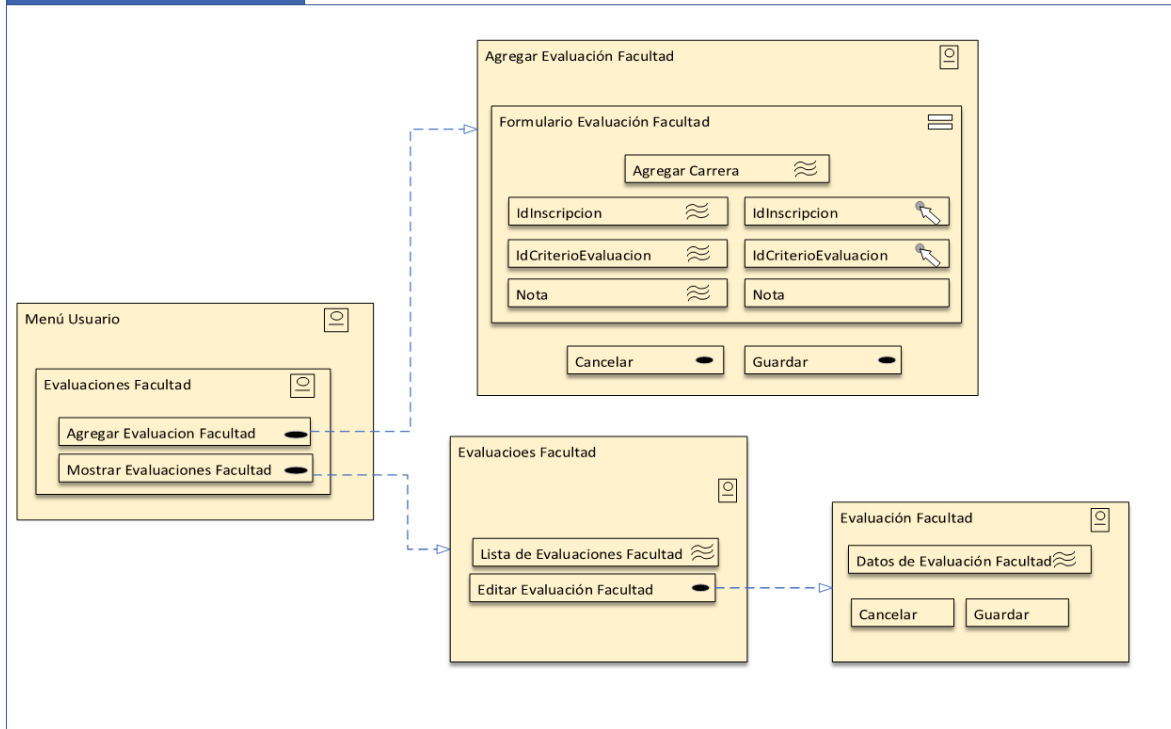 Agregar Evaluación Facultad
Formulario Evaluación Facultad
Agregar Carrera
IdInscripcion
IdInscripcion
IdCriterioEvaluacion
IdCriterioEvaluacion
Nota
Nota
Cancelar
Guardar
Menú Usuario
Evaluaciones Facultad
Agregar Evaluacion Facultad
Mostrar Evaluaciones Facultad
Evaluacioes Facultad
Lista de Evaluaciones Facultad
Editar Evaluación Facultad
Evaluación Facultad
Datos de Evaluación Facultad
Cancelar
Guardar